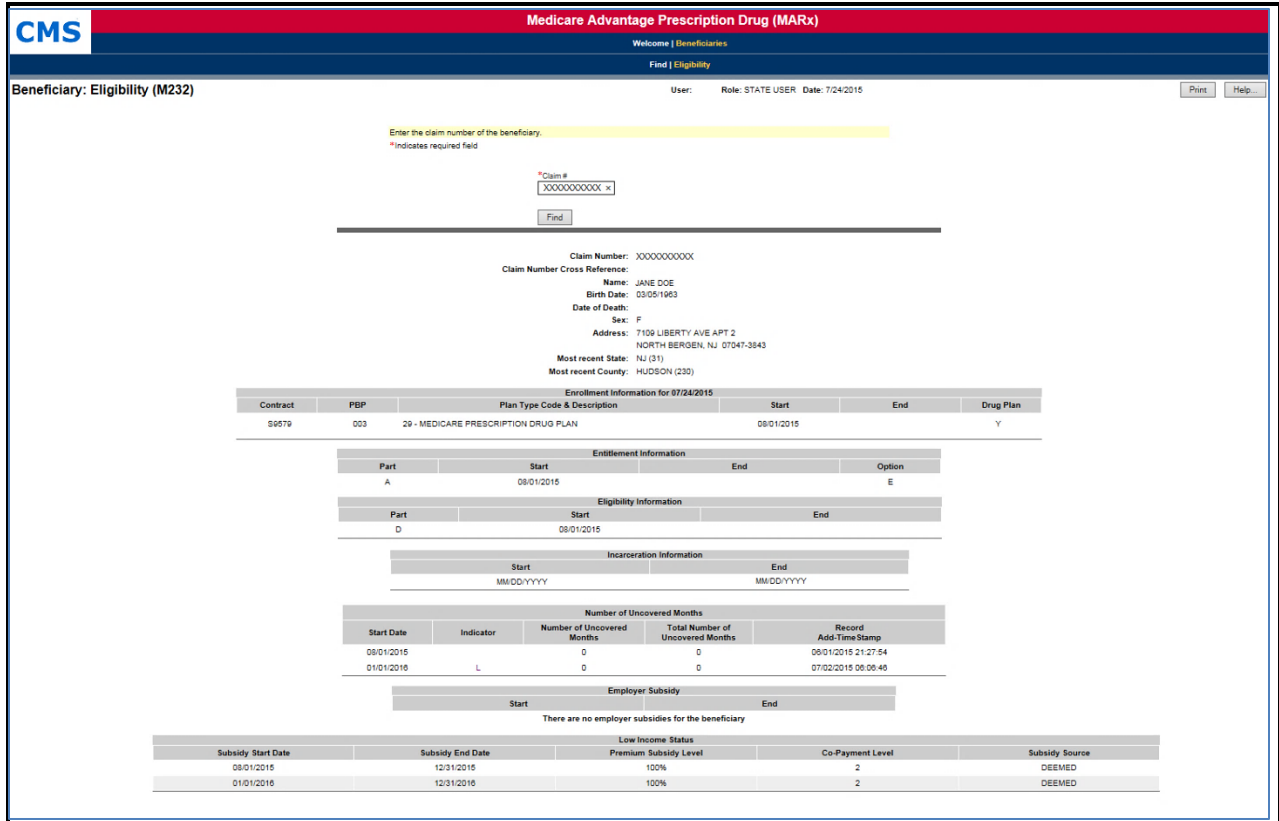 CMS
Medicare Advantage Prescription Drug (MARx)
Welcome | Beneficiaries
Find | Eligibility
Beneficiary: Eligibility (M232)
User: Role: STATE USER Date: 7/24/2015
Print Help...
Enter the claim number of the beneficiary.
*Indicates required field
*Claim #
XXXXXXXXXX ×
Find
Claim Number: XXXXXXXXXX
Claim Number Cross Reference:
Name: JANE DOE
Birth Date: 03/05/1963
Date of Death:
Sex: F
Address: 7109 LIBERTY AVE APT 2
NORTH BERGEN, NJ 07047-3843
Most recent State: NJ (31)
Most recent County: HUDSON (230)
Enrollment Information for 07/24/2015
Contract PBP Plan Type Code & Description Start End Drug Plan
S9579 003 29 - MEDICARE PRESCRIPTION DRUG PLAN 08/01/2015 Y
Entitlement Information
Part Start End Option
A 08/01/2015 E
Eligibility Information
Part Start End
D 08/01/2015
Incarceration Information
Start End
MM/DD/YYYY MM/DD/YYYY
Number of Uncovered Months
Start Date Indicator Number of Uncovered Months Total Number of Uncovered Months Record Add-TimeStamp
08/01/2015 0 0 06/01/2015 21:27:54
01/01/2016 L 0 0 07/02/2015 06:06:46
Employer Subsidy
Start End
There are no employer subsidies for the beneficiary
Low Income Status
Subsidy Start Date Subsidy End Date Premium Subsidy Level Co-Payment Level Subsidy Source
08/01/2015 12/31/2015 100% 2 DEEMED
01/01/2016 12/31/2016 100% 2 DEEMED